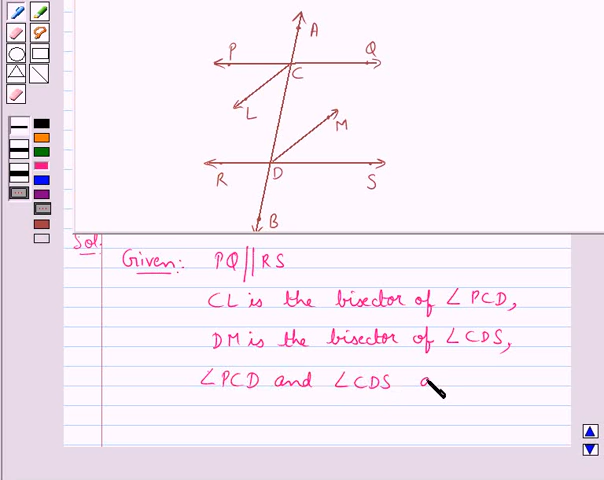 A
P
Q
C
L
M
R
D
S
B
Sol.
Given: PQ || RS
CL is the bisector of ∠PCD,
DM is the bisector of ∠CDS,
∠PCD and ∠CDS a